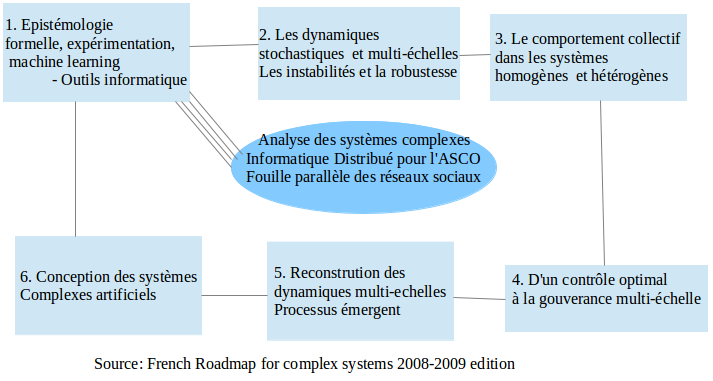 1. Epistémologie
formelle, expérimentation,
machine learning
- Outils informatique
2. Les dynamiques
stochastiques et multi-échelles
Les instabilités et la robustesse
3. Le comportement collectif
dans les systèmes
homogènes et hétérogènes
Analyse des systèmes complexes
Informatique Distribué pour l'ASCO
Fouille parallèle des réseaux sociaux
4. D'un contrôle optimal
à la gouverance multi-échelle
5. Reconstrution des
dynamiques multi-echelles
Processus émergent
6. Conception des systèmes
Complexes artificiels
Source: French Roadmap for complex systems 2008-2009 edition